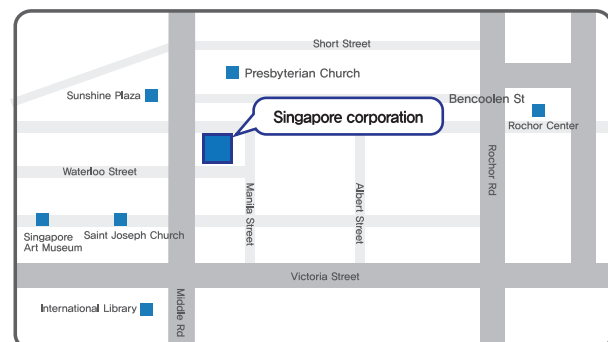 Short Street
Presbyterian Church
Sunshine Plaza
Bencoolen St
Singapore corporation
Rochor Center
Rochor Rd
Waterloo Street
Manila Street
Albert Street
Singapore
Art Museum
Saint Joseph Church
Victoria Street
International Library
Middle Rd